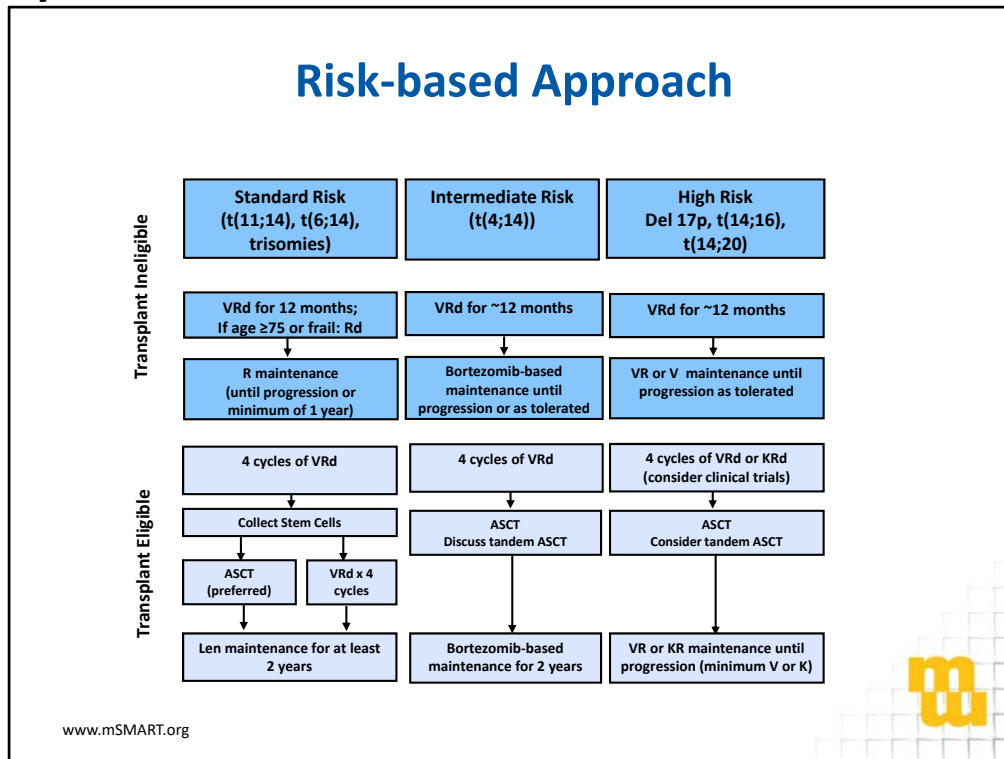 Risk-based Approach
Transplant Ineligible
Standard Risk
(t(11;14), t(6;14),
trisomies)
Intermediate Risk
(t(4;14))
High Risk
Del 17p, t(14;16),
t(14;20)
VRd for 12 months;
If age ≥75 or frail: Rd
VRd for ~12 months
VRd for ~12 months
R maintenance
(until progression or
minimum of 1 year)
Bortezomib-based
maintenance until
progression or as tolerated
VR or V maintenance until
progression as tolerated
Transplant Eligible
4 cycles of VRd
4 cycles of VRd
4 cycles of VRd or KRd
(consider clinical trials)
Collect Stem Cells
ASCT
Discuss tandem ASCT
ASCT
Consider tandem ASCT
ASCT
(preferred)
VRd x 4
cycles
Len maintenance for at least
2 years
Bortezomib-based
maintenance for 2 years
VR or KR maintenance until
progression (minimum V or K)
www.mSMART.org